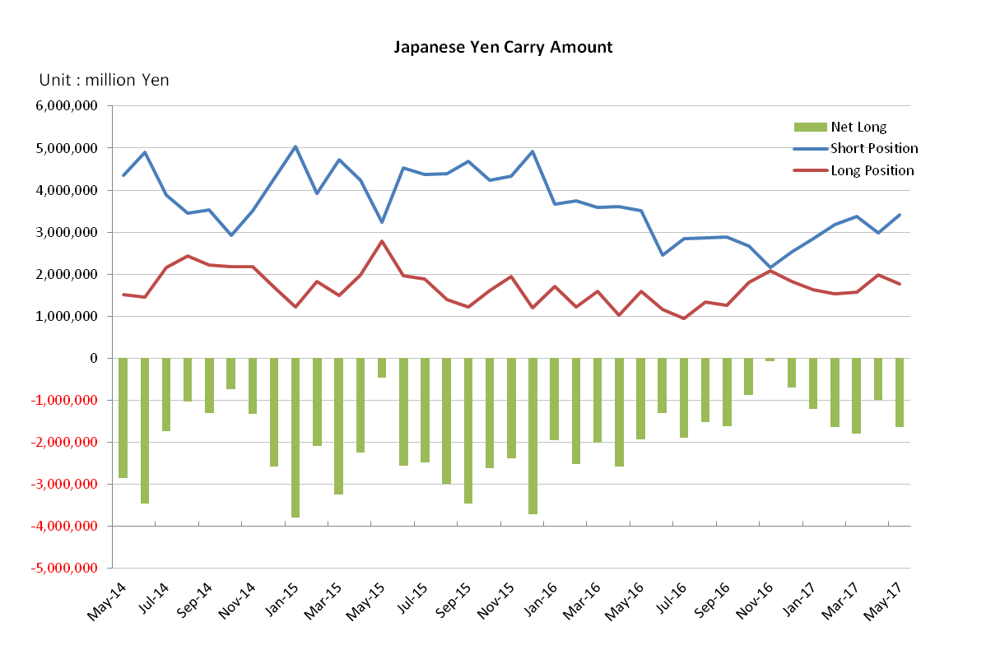 Japanese Yen Carry Amount
Unit : million Yen
6,000,000
5,000,000
4,000,000
3,000,000
2,000,000
1,000,000
0
-1,000,000
-2,000,000
-3,000,000
-4,000,000
-5,000,000
Net Long
Short Position
Long Position
May-14
Jul-14
Sep-14
Nov-14
Jan-15
Mar-15
May-15
Jul-15
Sep-15
Nov-15
Jan-16
Mar-16
May-16
Jul-16
Sep-16
Nov-16
Jan-17
Mar-17
May-17